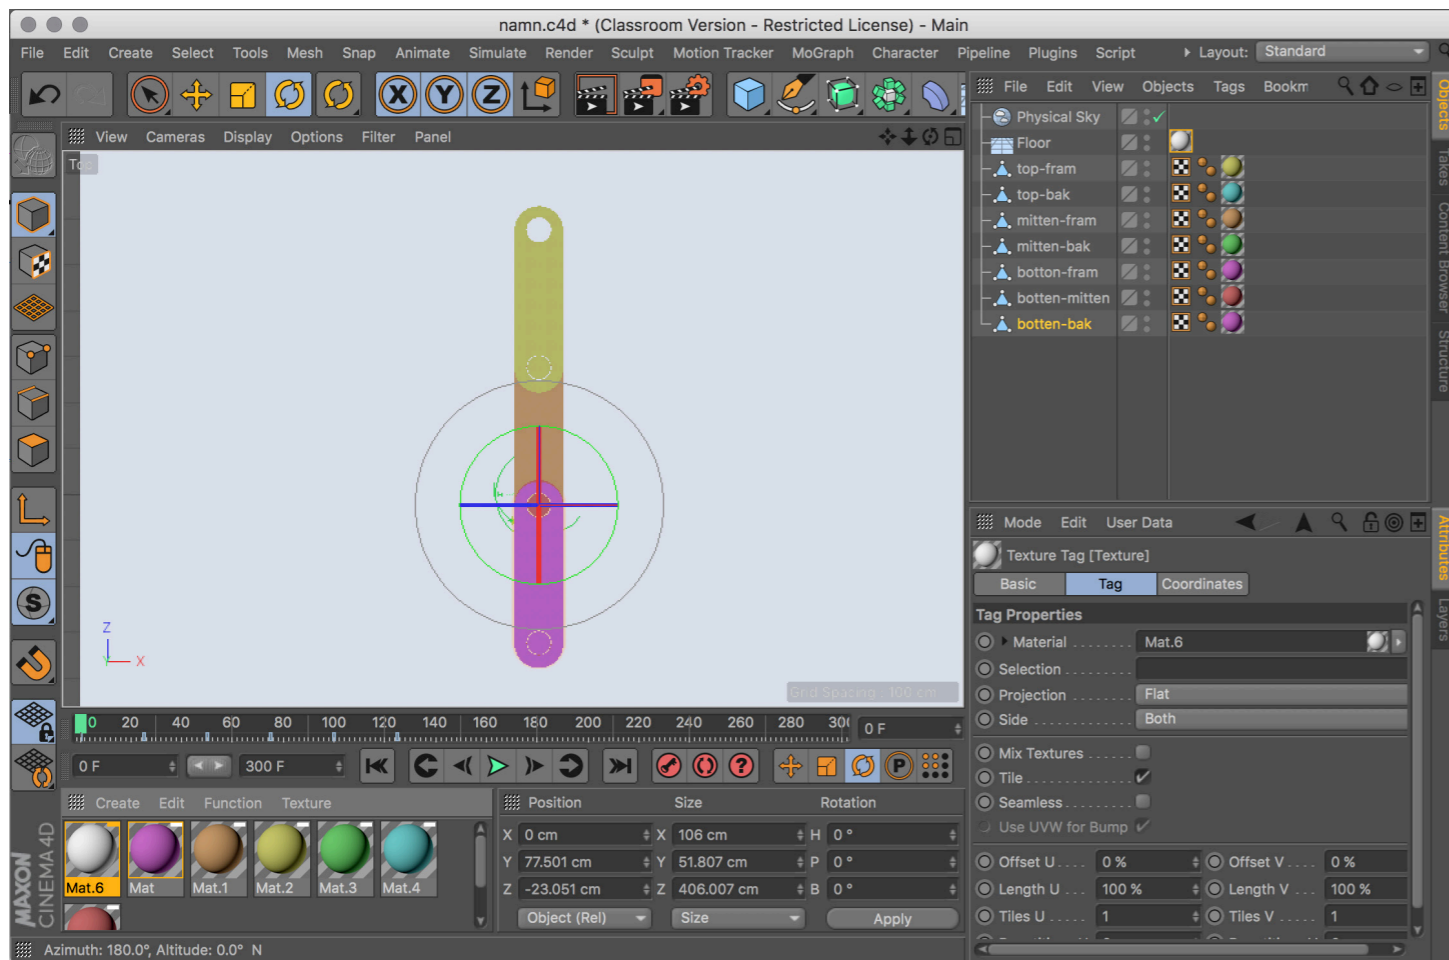 namn.c4d * (Classroom Version - Restricted License) - Main
File Edit Create Select Tools Mesh Snap Animate Simulate Render Sculpt Motion Tracker MoGraph Character Pipeline Plugins Script Layout: Standard
X Y Z
File Edit View Objects Tags Bookm
View Cameras Display Options Filter Panel
Physical Sky
Floor
top-fram
top-bak
mitten-fram
mitten-bak
botton-fram
botten-mitten
botten-bak
Objects
Takes
Content Browser
Structure
Z
Y X
Grid Spacing : 100 cm
0 20 40 60 80 100 120 140 160 180 200 220 240 260 280 300 0 F
0 F 300 F
P
S
Create Edit Function Texture
Mat.6 Mat Mat.1 Mat.2 Mat.3 Mat.4
Position Size Rotation
X 0 cm X 106 cm H 0 °
Y 77.501 cm Y 51.807 cm P 0 °
Z -23.051 cm Z 406.007 cm B 0 °
Object (Rel) Size Apply
MAXON
CINEMA 4D
Azimuth: 180.0°, Altitude: 0.0° N
Mode Edit User Data
Texture Tag [Texture]
Basic Tag Coordinates
Tag Properties
Material Mat.6
Selection
Projection Flat
Side Both
Mix Textures
Tile
Seamless
Use UVW for Bump
Offset U 0 % Offset V 0 %
Length U 100 % Length V 100 %
Tiles U 1 Tiles V 1
Attributes
Layers